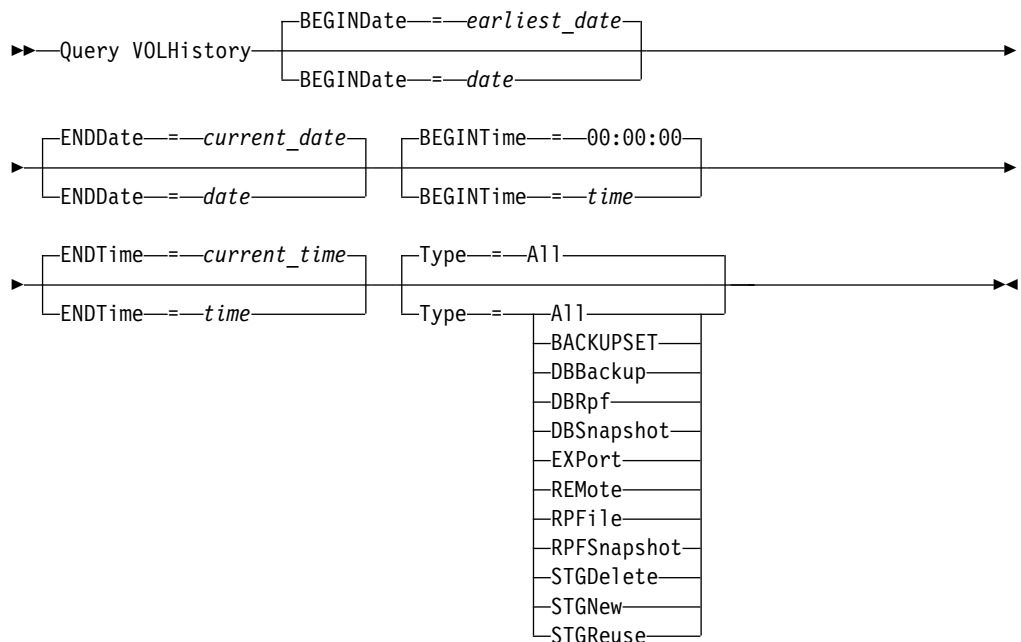 BEGINDate = earliest_date
Query VOLHistory
BEGINDate = date
ENDDate = current_date BEGINTime = 00:00:00
ENDDate = date BEGINTime = time
ENDTime = current_time Type = All
ENDTime = time Type = All
BACKUPSET
DBBackup
DBRpf
DBSnapshot
EXPort
REMote
RPFile
RPFSnapshot
STGDelete
STGNew
STGReuse